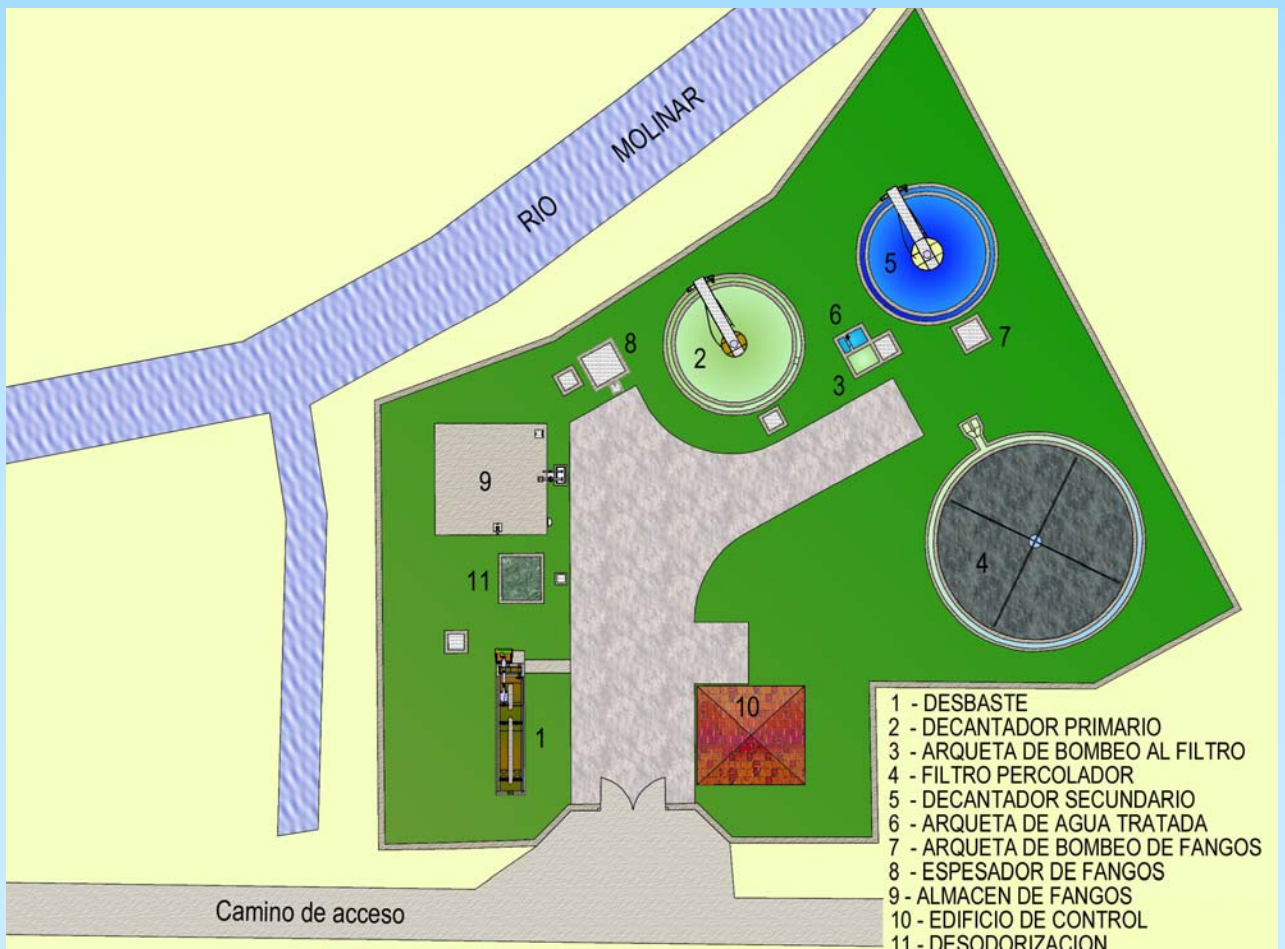 RIO MOLINAR
5
6
7
8
2
3
9
4
11
10
1
1 - DESBASTE
2 - DECANTADOR PRIMARIO
3 - ARQUETA DE BOMBEO AL FILTRO
4 - FILTRO PERCOLADOR
5 - DECANTADOR SECUNDARIO
6 - ARQUETA DE AGUA TRATADA
7 - ARQUETA DE BOMBEO DE FANGOS
8 - ESPESADOR DE FANGOS
9 - ALMACEN DE FANGOS
10 - EDIFICIO DE CONTROL
11 - DESODORIZACION
Camino de acceso